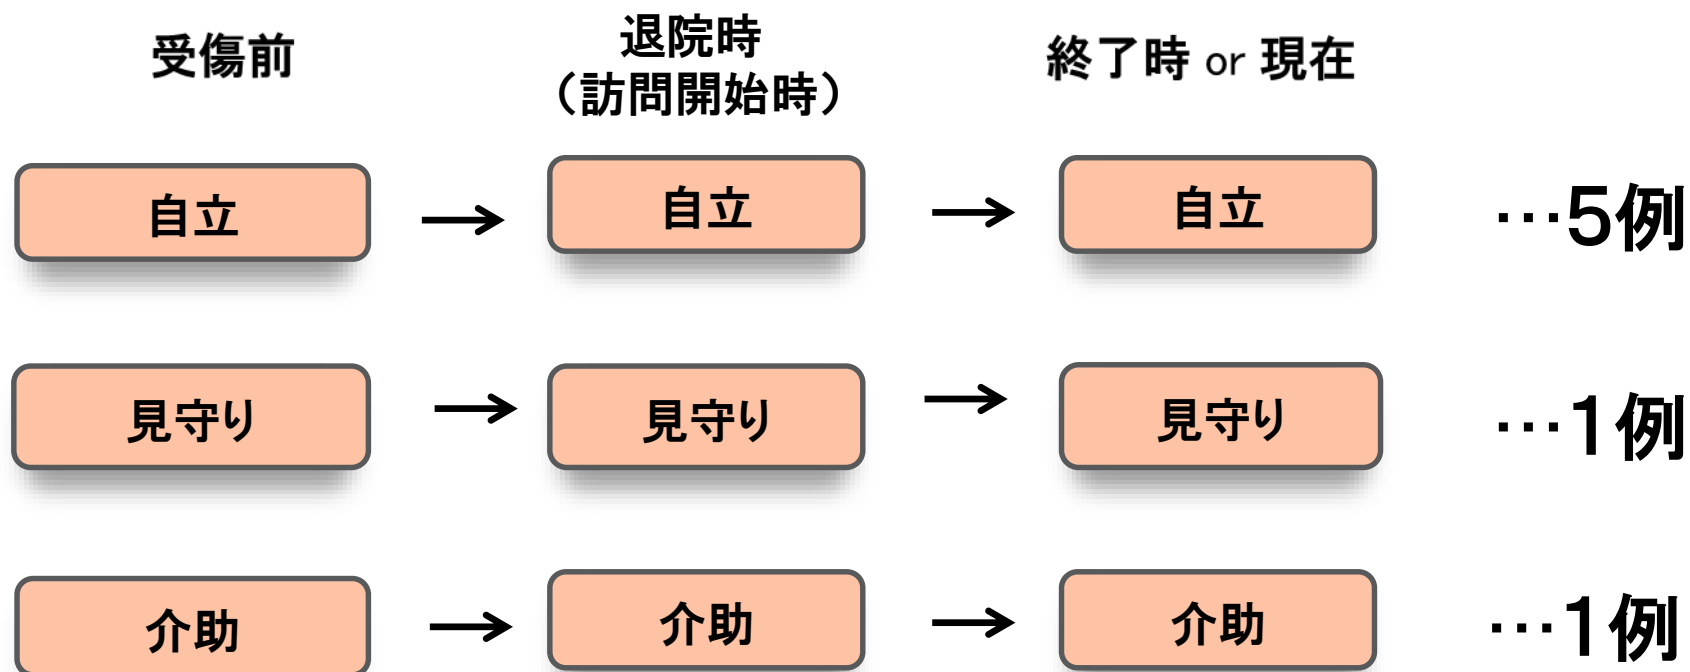 受傷前
退院時
（訪問開始時）
終了時 or 現在
自立 → 自立 → 自立 …5例
見守り → 見守り → 見守り …1例
介助 → 介助 → 介助 …1例